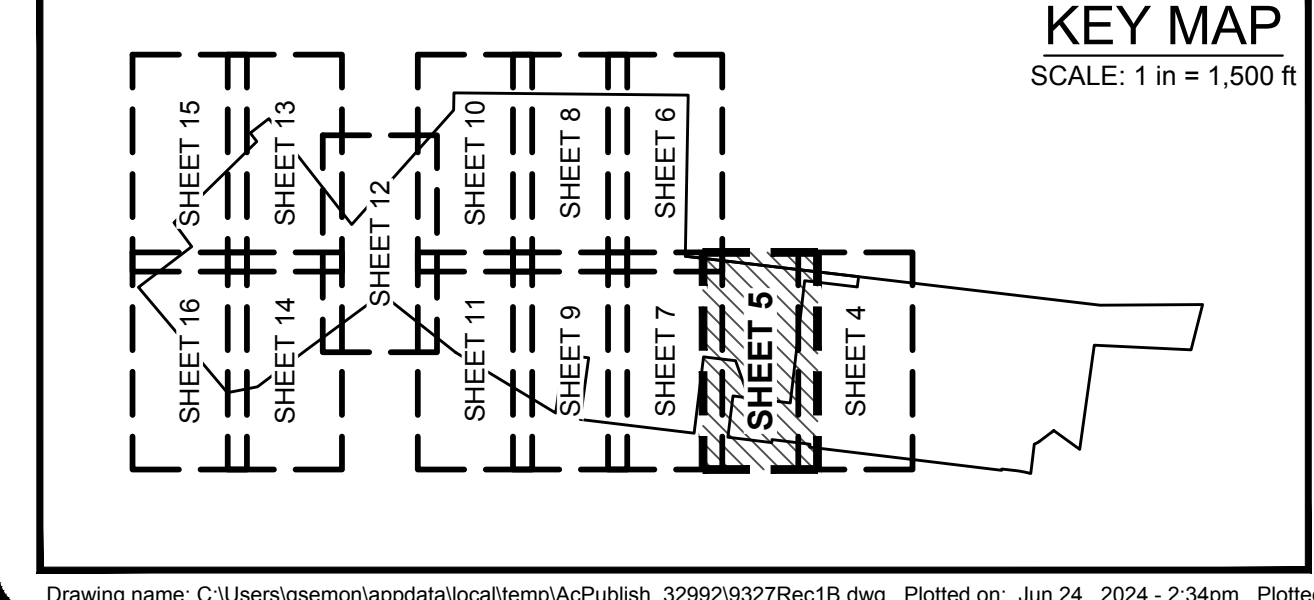 KEY MAP
SCALE: 1 in = 1,500 ft
SHEET 15
SHEET 13
SHEET 12
SHEET 10
SHEET 8
SHEET 6
SHEET 16
SHEET 14
SHEET 11
SHEET 9
SHEET 7
SHEET 5
SHEET 4
Drawing name: C:\Users\gsemon\appdata\local\temp\AcPublish_32992\9327Rec1B.dwg Plotted on: Jun 24, 2024 - 2:34pm Plotte